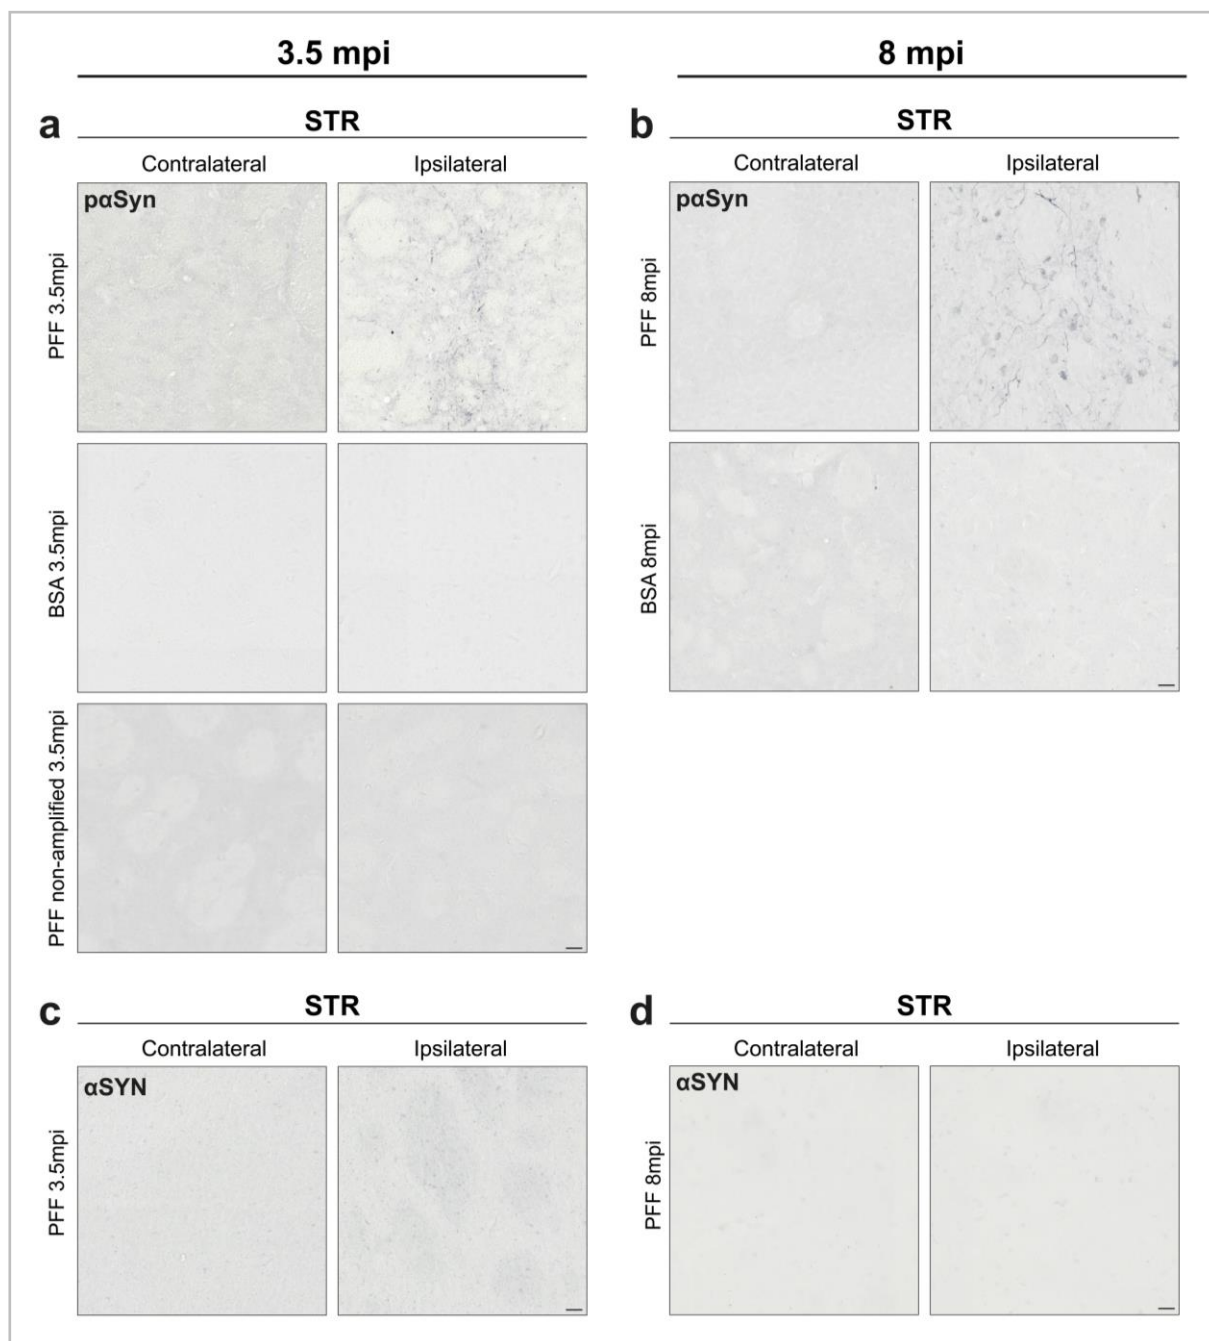 3.5 mpi
8 mpi
a
STR
Contralateral
Ipsilateral
pαSyn
PFF 3.5mpi
BSA 3.5mpi
PFF non-amplified 3.5mpi
b
STR
Contralateral
Ipsilateral
pαSyn
PFF 8mpi
BSA 8mpi
c
STR
Contralateral
Ipsilateral
αSYN
PFF 3.5mpi
d
STR
Contralateral
Ipsilateral
αSYN
PFF 8mpi